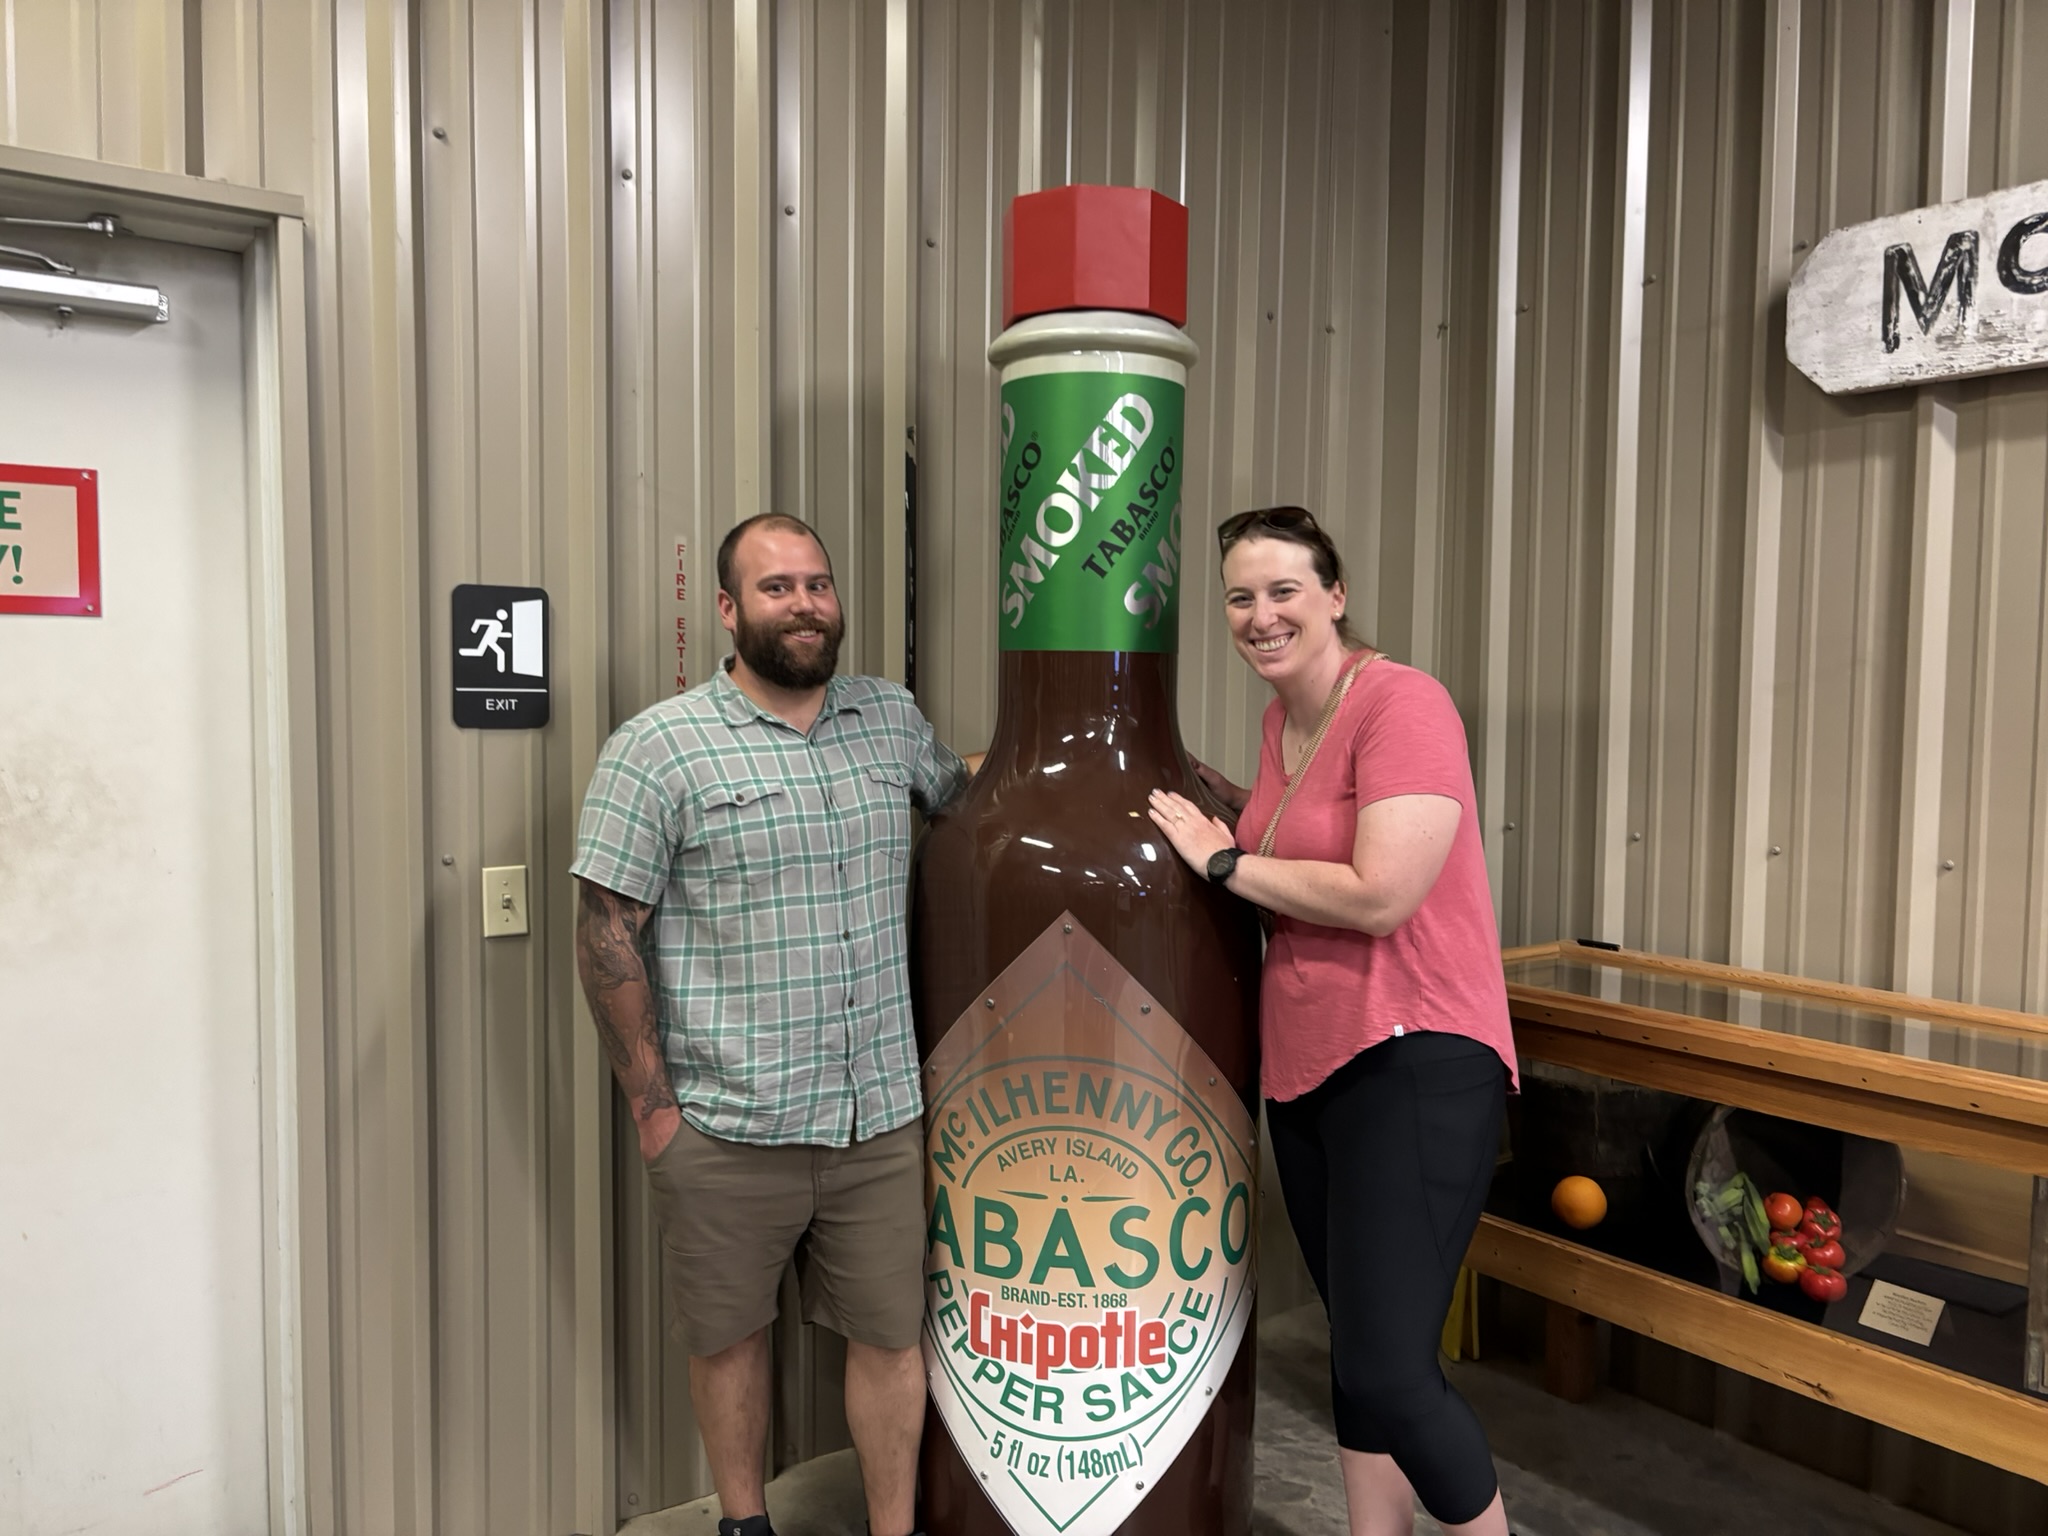 E
Y!
EXIT
FIRE EXTING
SMOKED
TABASCO®
BRAND
Mc
McILHENNY CO.
AVERY ISLAND
LA.
ABASCO
BRAND-EST. 1868
CHipotle
PEPPER SAUCE
5 fl oz (148mL)